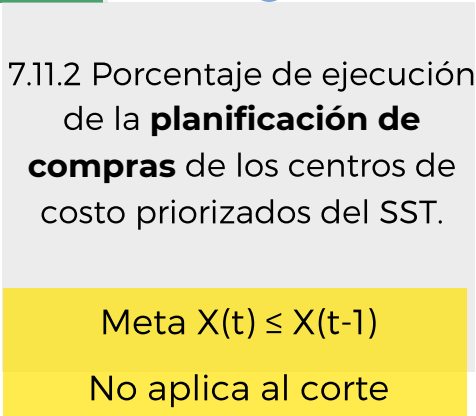 7.11.2 Porcentaje de ejecución
de la planificación de
compras de los centros de
costo priorizados del SST.
Meta X(t) ≤ X(t-1)
No aplica al corte